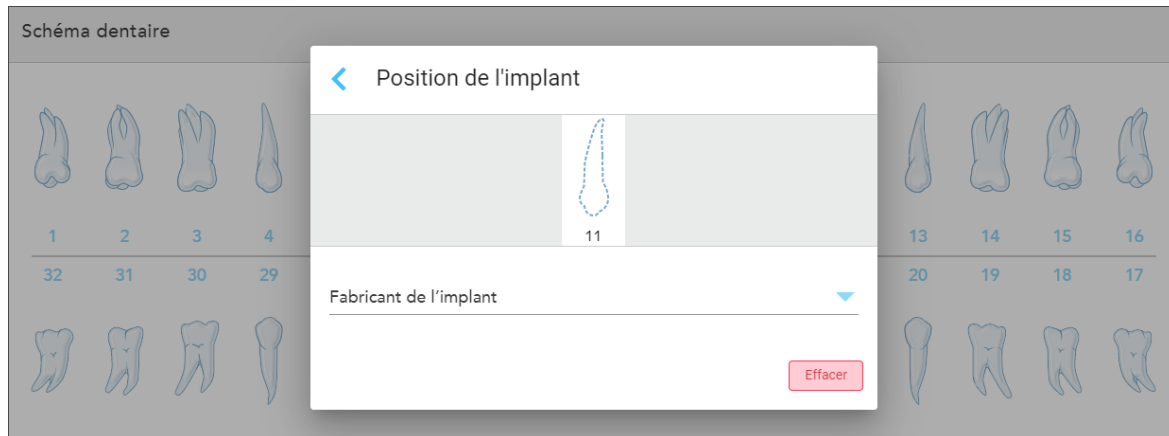 Schéma dentaire
Position de l'implant
11
1 2 3 4 13 14 15 16
32 31 30 29 20 19 18 17
Fabricant de l’implant
Effacer